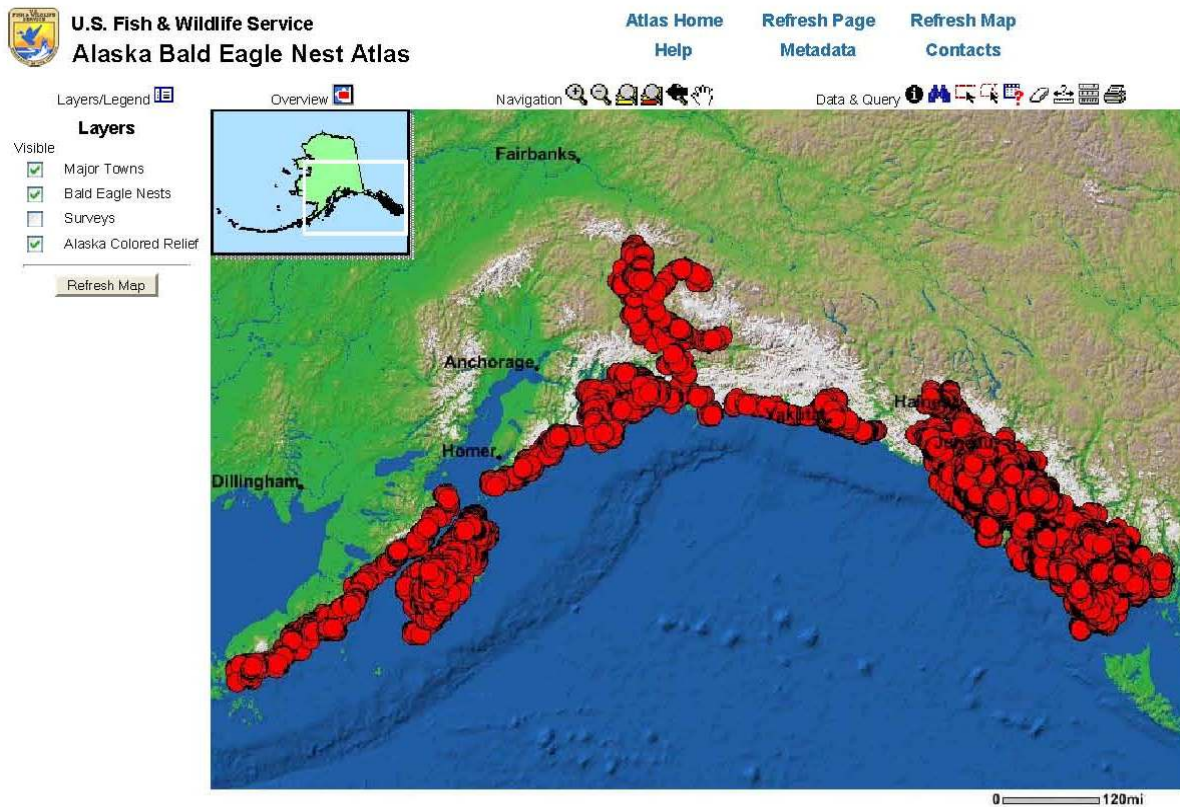 U.S. Fish & Wildlife Service
Alaska Bald Eagle Nest Atlas
Atlas Home
Refresh Page
Refresh Map
Help
Metadata
Contacts
Layers/Legend
Overview
Navigation
Data & Query
Layers
Visible
Major Towns
Bald Eagle Nests
Surveys
Alaska Colored Relief
Refresh Map
Fairbanks
Anchorage
Homer
Dillingham
0
120mi